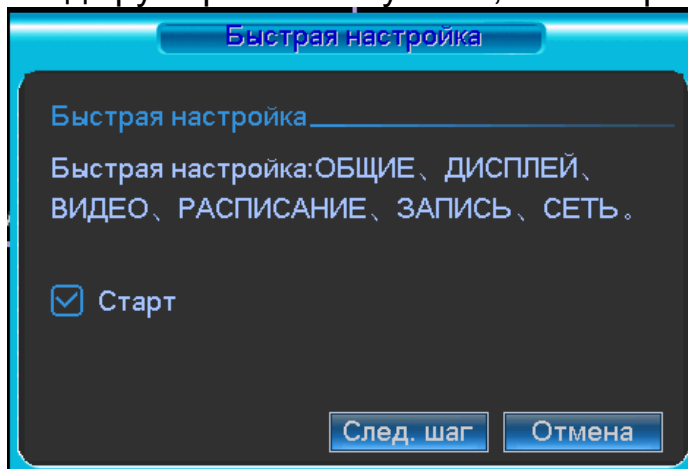 Быстрая настройка
Быстрая настройка
Быстрая настройка:ОБЩИЕ、ДИСПЛЕЙ、
ВИДЕО、РАСПИСАНИЕ、ЗАПИСЬ、СЕТЬ。
Старт
След. шаг Отмена